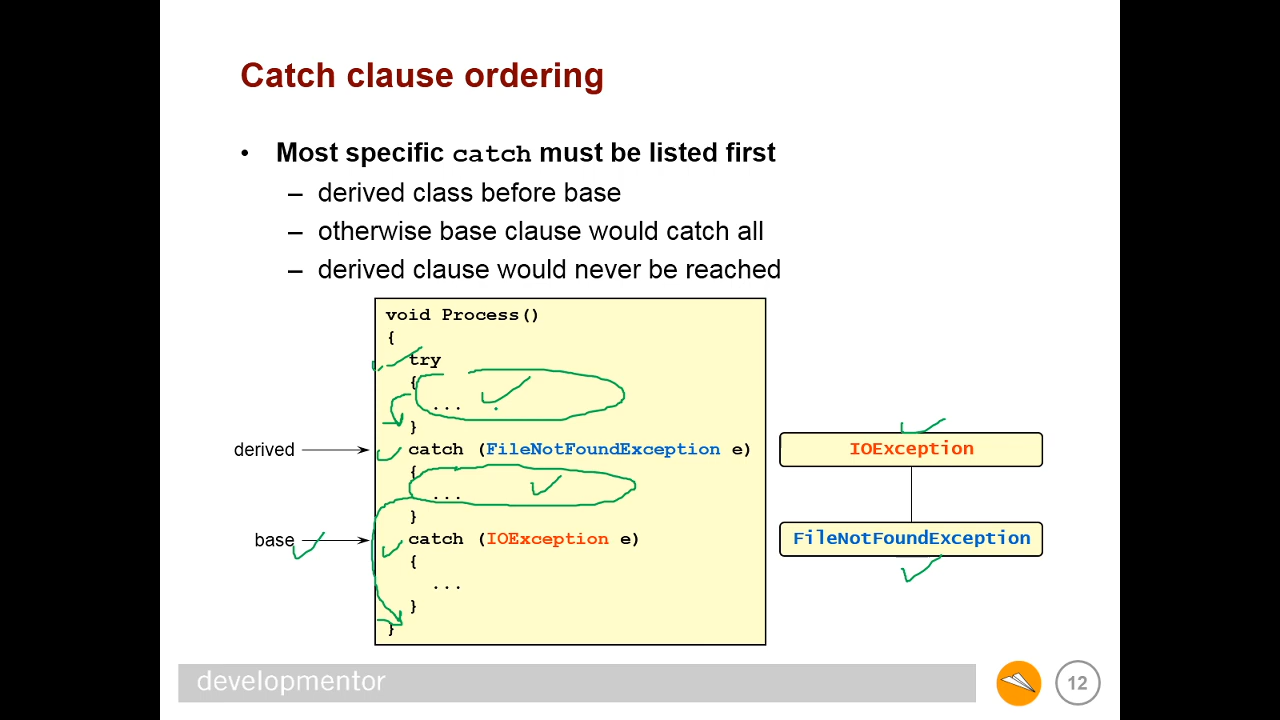 Catch clause ordering
• Most specific catch must be listed first
– derived class before base
– otherwise base clause would catch all
– derived clause would never be reached
void Process()
{
try
{
...
}
derived
catch (FileNotFoundException e)
{
...
}
base
catch (IOException e)
{
...
}
}
IOException
FileNotFoundException
developmentor
12